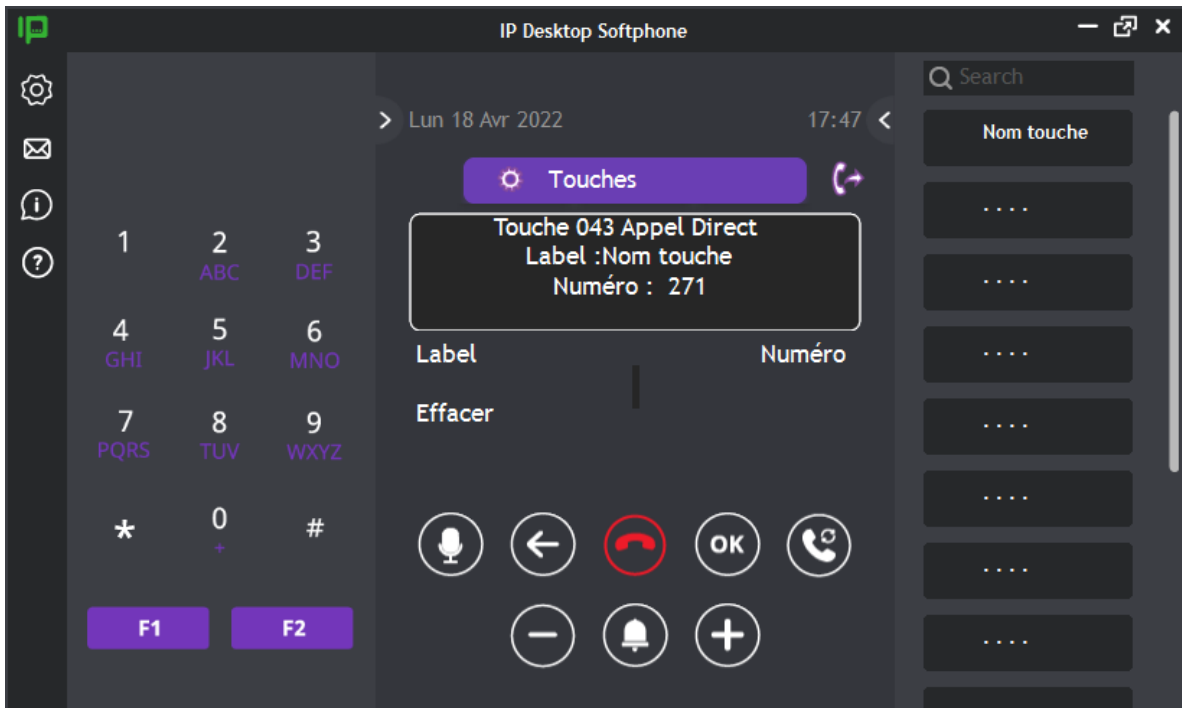 IP Desktop Softphone
Search
Lun 18 Avr 2022
17:47
Nom touche
Touches
Touche 043 Appel Direct
Label :Nom touche
Numéro : 271
Label
Numéro
Effacer
1
2
3
ABC
DEF
4
5
6
GHI
JKL
MNO
7
8
9
PQRS
TUV
WXYZ
*
0
#
+
F1
F2
OK
. . . .
. . . .
. . . .
. . . .
. . . .
. . . .
. . . .